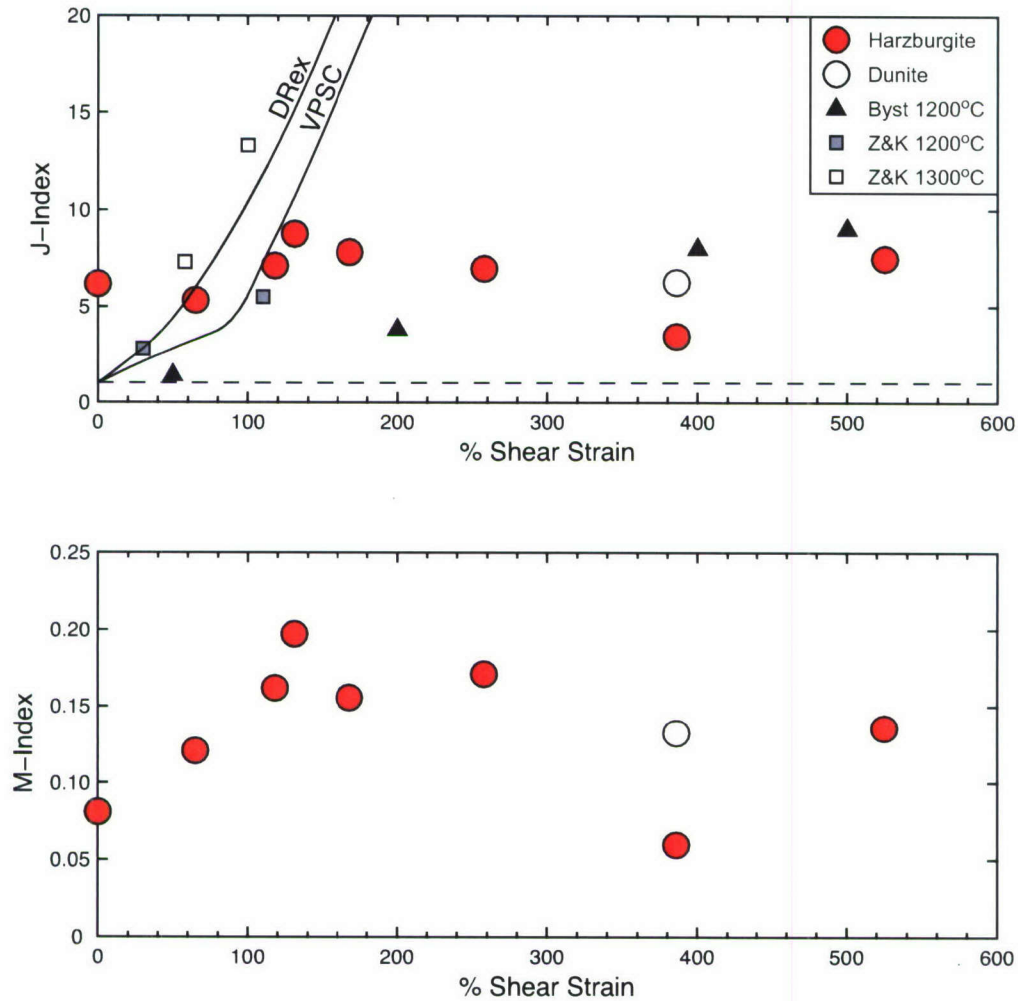 20
15
10
5
0
J-Index
DRex
VPSC
Harzburgite
Dunite
Byst 1200°C
Z&K 1200°C
Z&K 1300°C
0 100 200 300 400 500 600
% Shear Strain
0.25
0.20
0.15
0.10
0.05
0
M-Index
0 100 200 300 400 500 600
% Shear Strain